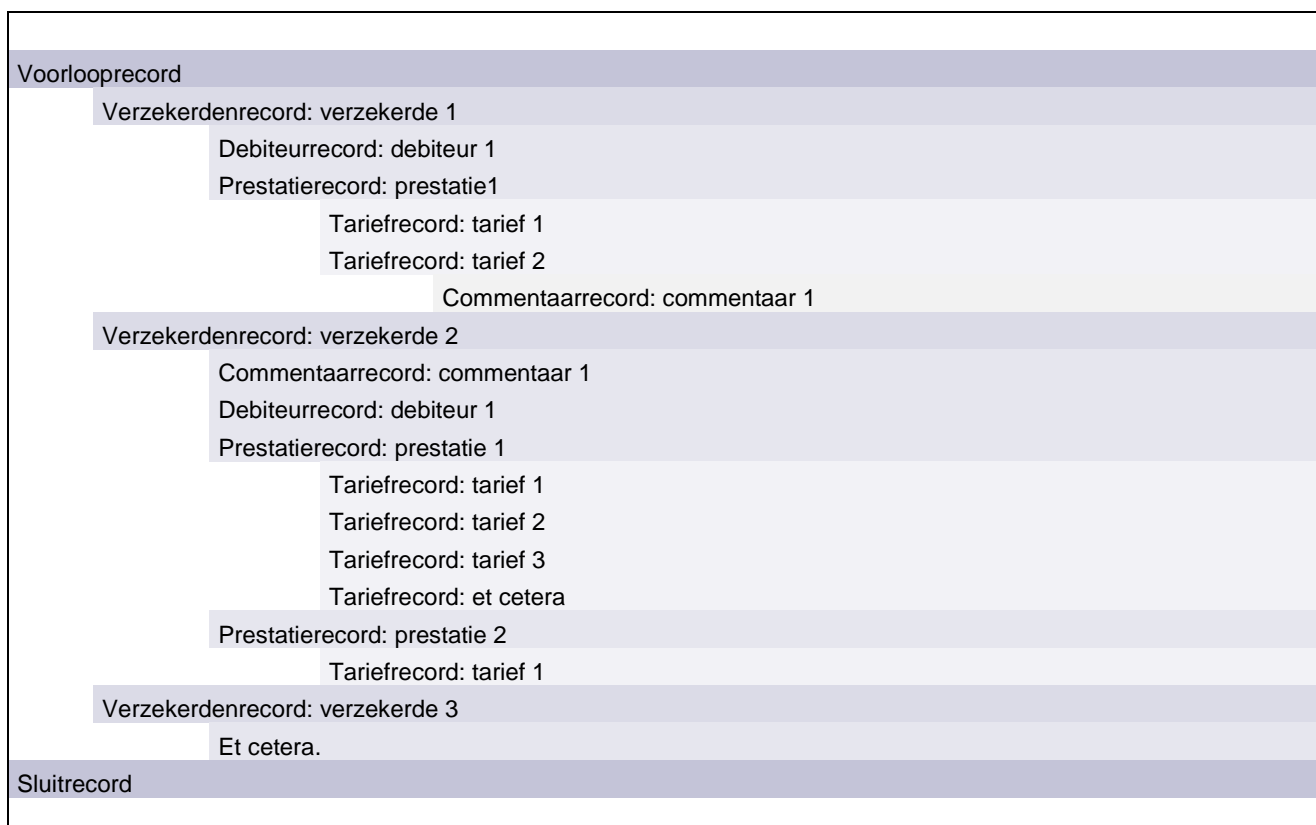 Voorlooprecord
Verzekerdenrecord: verzekerde 1
Debiteurrecord: debiteur 1
Prestatierecord: prestatie1
Tariefrecord: tarief 1
Tariefrecord: tarief 2
Commentaarrecord: commentaar 1
Verzekerdenrecord: verzekerde 2
Commentaarrecord: commentaar 1
Debiteurrecord: debiteur 1
Prestatierecord: prestatie 1
Tariefrecord: tarief 1
Tariefrecord: tarief 2
Tariefrecord: tarief 3
Tariefrecord: et cetera
Prestatierecord: prestatie 2
Tariefrecord: tarief 1
Verzekerdenrecord: verzekerde 3
Et cetera.
Sluitrecord